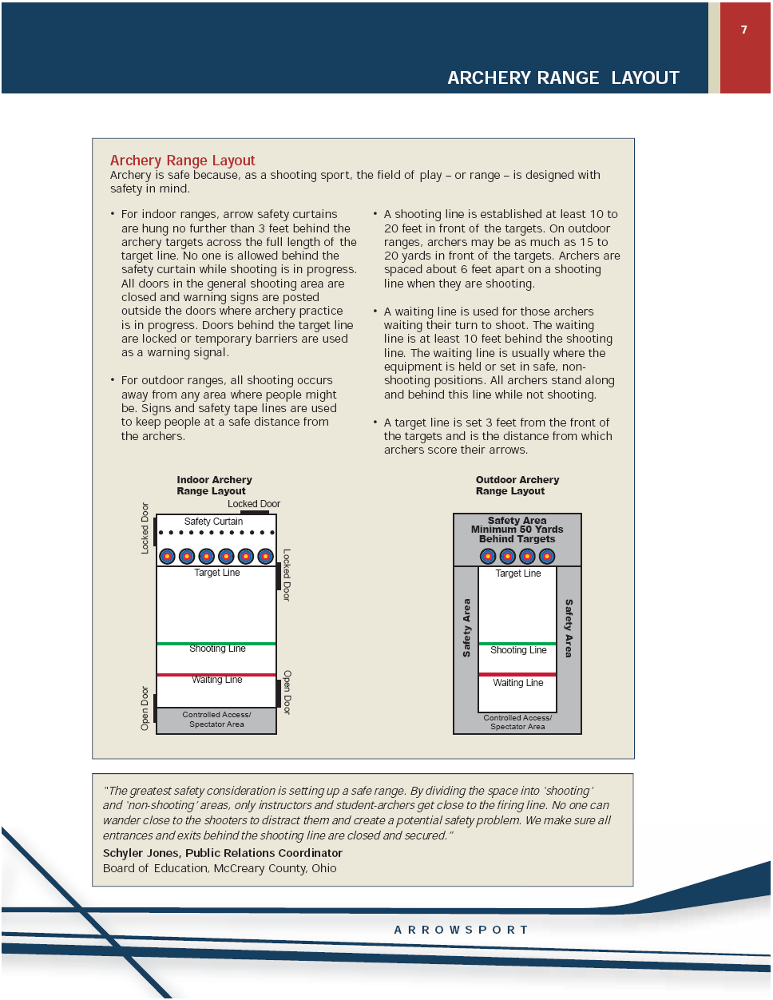 7
ARCHERY RANGE LAYOUT
Archery Range Layout
Archery is safe because, as a shooting sport, the field of play – or range – is designed with
safety in mind.
• For indoor ranges, arrow safety curtains
are hung no further than 3 feet behind the
archery targets across the full length of the
target line. No one is allowed behind the
safety curtain while shooting is in progress.
All doors in the general shooting area are
closed and warning signs are posted
outside the doors where archery practice
is in progress. Doors behind the target line
are locked or temporary barriers are used
as a warning signal.
• For outdoor ranges, all shooting occurs
away from any area where people might
be. Signs and safety tape lines are used
to keep people at a safe distance from
the archers.
• A shooting line is established at least 10 to
20 feet in front of the targets. On outdoor
ranges, archers may be as much as 15 to
20 yards in front of the targets. Archers are
spaced about 6 feet apart on a shooting
line when they are shooting.
• A waiting line is used for those archers
waiting their turn to shoot. The waiting
line is at least 10 feet behind the shooting
line. The waiting line is usually where the
equipment is held or set in safe, non-
shooting positions. All archers stand along
and behind this line while not shooting.
• A target line is set 3 feet from the front of
the targets and is the distance from which
archers score their arrows.
Indoor Archery
Range Layout
Locked Door
Locked Door
Safety Curtain
Target Line
Locked Door
Shooting Line
Waiting Line
Open Door
Open Door
Controlled Access/
Spectator Area
Outdoor Archery
Range Layout
Safety Area
Minimum 50 Yards
Behind Targets
Target Line
Safety Area
Safety Area
Shooting Line
Waiting Line
Controlled Access/
Spectator Area
"The greatest safety consideration is setting up a safe range. By dividing the space into ‘shooting’
and ‘non-shooting’ areas, only instructors and student-archers get close to the firing line. No one can
wander close to the shooters to distract them and create a potential safety problem. We make sure all
entrances and exits behind the shooting line are closed and secured.”
Schyler Jones, Public Relations Coordinator
Board of Education, McCreary County, Ohio
ARROWSPORT